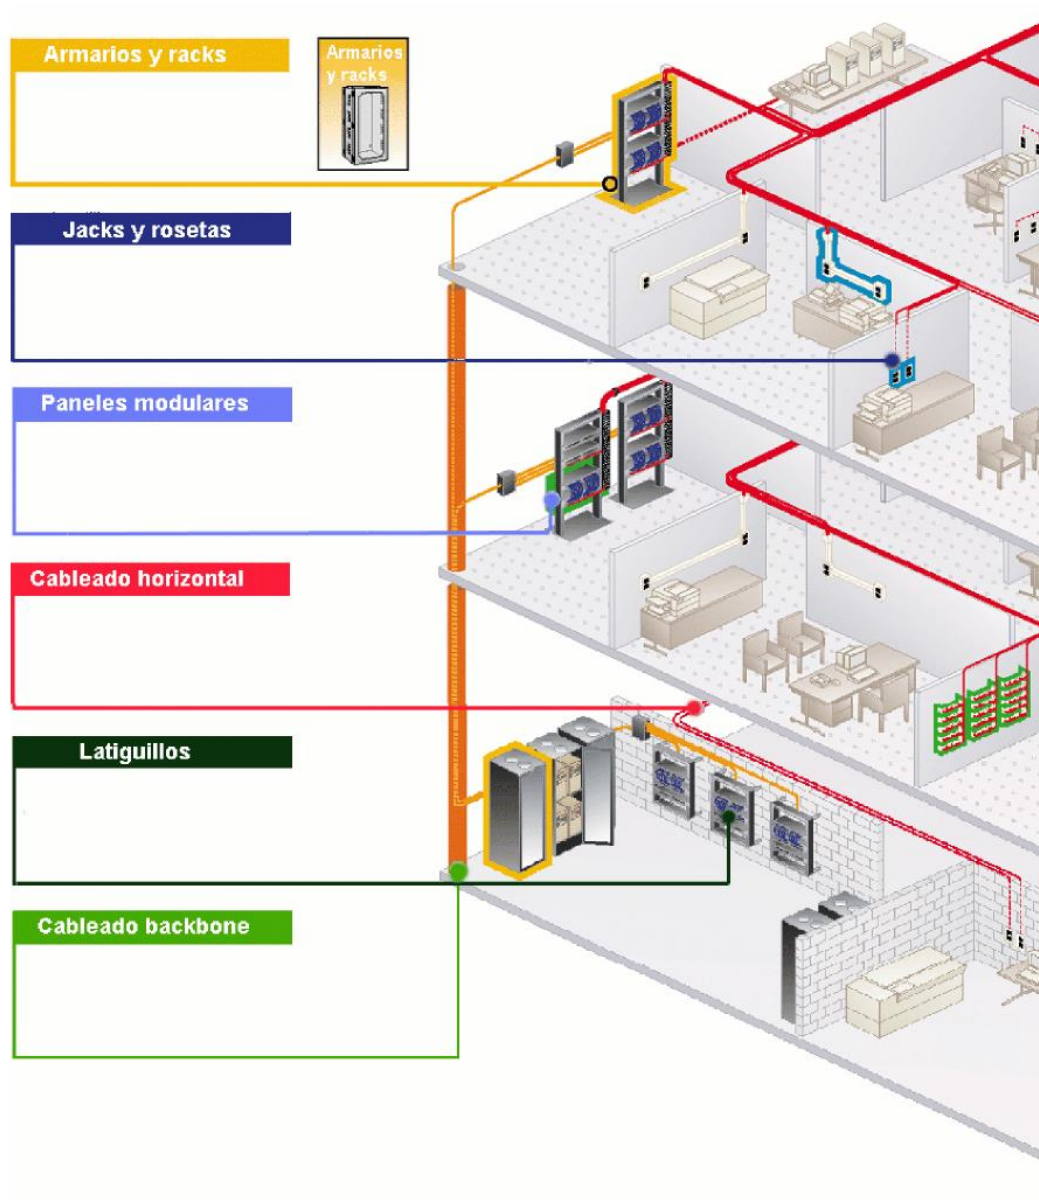 Armarios y racks
Armarios
y racks
Jacks y rosetas
Paneles modulares
Cableado horizontal
Latiguillos
Cableado backbone